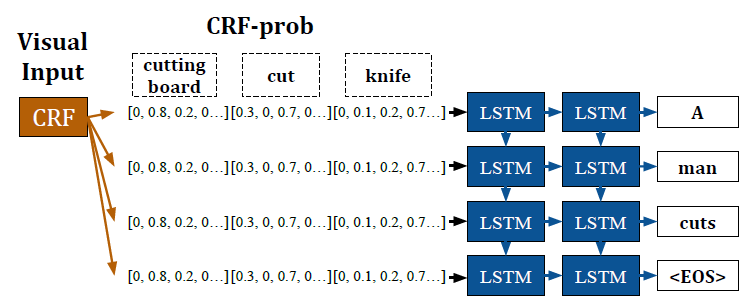 CRF-prob
Visual
Input
cutting
board
cut
knife
CRF
[0, 0.8, 0.2, 0…] [0.3, 0, 0.7, 0…] [0, 0.1, 0.2, 0.7…] LSTM LSTM A
[0, 0.8, 0.2, 0…] [0.3, 0, 0.7, 0…] [0, 0.1, 0.2, 0.7…] LSTM LSTM man
[0, 0.8, 0.2, 0…] [0.3, 0, 0.7, 0…] [0, 0.1, 0.2, 0.7…] LSTM LSTM cuts
[0, 0.8, 0.2, 0…] [0.3, 0, 0.7, 0…] [0, 0.1, 0.2, 0.7…] LSTM LSTM <EOS>